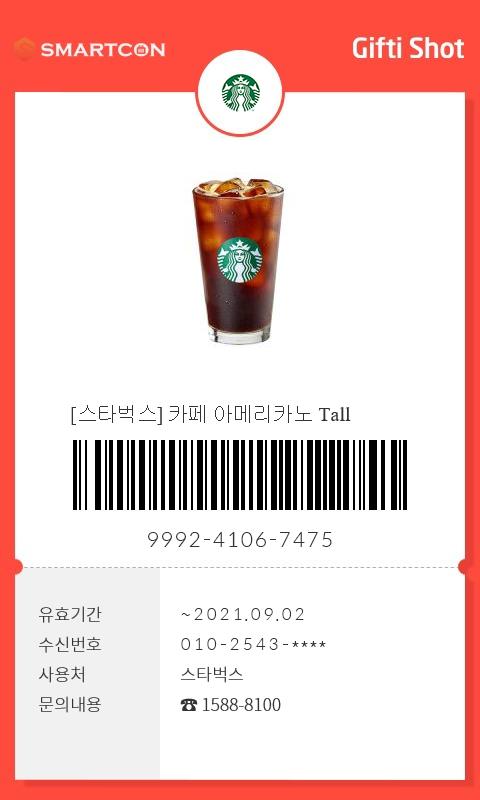 SMARTCON
Gifti Shot
[스타벅스] 카페 아메리카노 Tall
9992-4106-7475
유효기간 ~2021.09.02
수신번호 010-2543-****
사용처 스타벅스
문의내용 ☎ 1588-8100